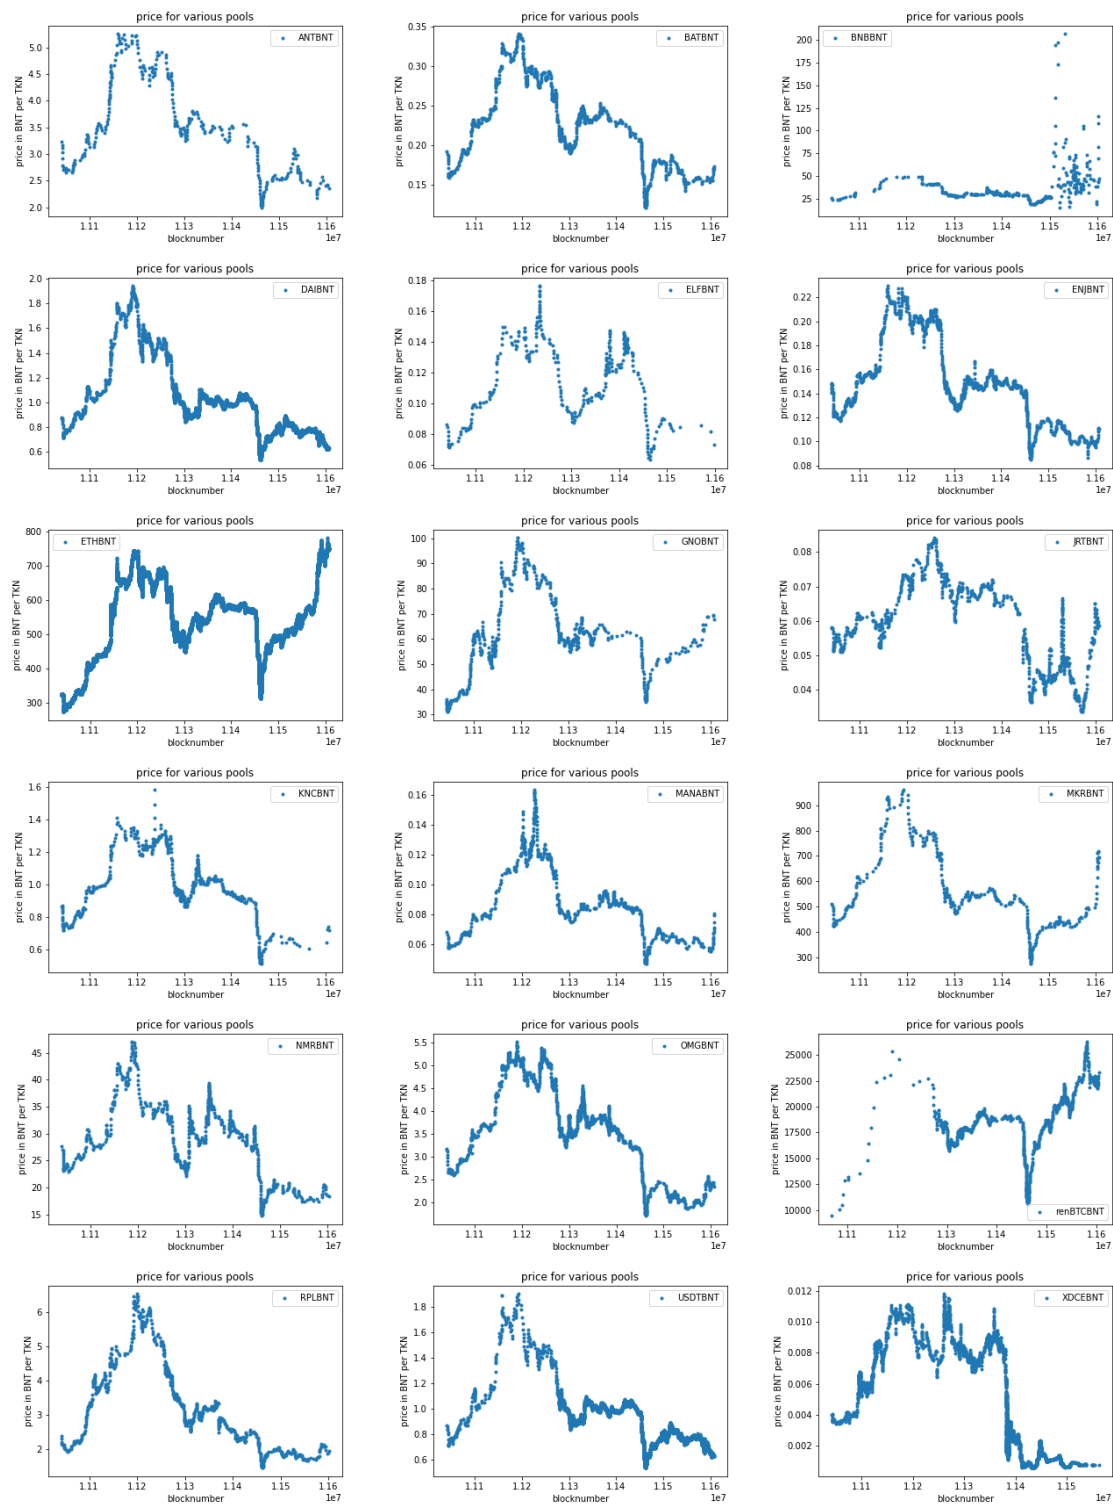 price for various pools
ANTBNT
price in BNT per TKN
5.0
4.5
4.0
3.5
3.0
2.5
2.0
1.11 1.12 1.13 1.14 1.15 1.16
blocknumber
1e7
price for various pools
BATBNT
price in BNT per TKN
0.35
0.30
0.25
0.20
0.15
1.11 1.12 1.13 1.14 1.15 1.16
blocknumber
1e7
price for various pools
BNBBNT
price in BNT per TKN
200
175
150
125
100
75
50
25
1.11 1.12 1.13 1.14 1.15 1.16
blocknumber
1e7
price for various pools
DAIBNT
price in BNT per TKN
2.0
1.8
1.6
1.4
1.2
1.0
0.8
0.6
1.11 1.12 1.13 1.14 1.15 1.16
blocknumber
1e7
price for various pools
ELFBNT
price in BNT per TKN
0.18
0.16
0.14
0.12
0.10
0.08
0.06
1.11 1.12 1.13 1.14 1.15 1.16
blocknumber
1e7
price for various pools
ENJBNT
price in BNT per TKN
0.22
0.20
0.18
0.16
0.14
0.12
0.10
0.08
1.11 1.12 1.13 1.14 1.15 1.16
blocknumber
1e7
price for various pools
ETHBNT
price in BNT per TKN
800
700
600
500
400
300
1.11 1.12 1.13 1.14 1.15 1.16
blocknumber
1e7
price for various pools
GNOBNT
price in BNT per TKN
100
90
80
70
60
50
40
30
1.11 1.12 1.13 1.14 1.15 1.16
blocknumber
1e7
price for various pools
JRTBNT
price in BNT per TKN
0.08
0.07
0.06
0.05
0.04
1.11 1.12 1.13 1.14 1.15 1.16
blocknumber
1e7
price for various pools
KNCBNT
price in BNT per TKN
1.6
1.4
1.2
1.0
0.8
0.6
1.11 1.12 1.13 1.14 1.15 1.16
blocknumber
1e7
price for various pools
MANABNT
price in BNT per TKN
0.16
0.14
0.12
0.10
0.08
0.06
1.11 1.12 1.13 1.14 1.15 1.16
blocknumber
1e7
price for various pools
MKRBNT
price in BNT per TKN
900
800
700
600
500
400
300
1.11 1.12 1.13 1.14 1.15 1.16
blocknumber
1e7
price for various pools
NMRBNT
price in BNT per TKN
45
40
35
30
25
20
15
1.11 1.12 1.13 1.14 1.15 1.16
blocknumber
1e7
price for various pools
OMGBNT
price in BNT per TKN
5.5
5.0
4.5
4.0
3.5
3.0
2.5
2.0
1.11 1.12 1.13 1.14 1.15 1.16
blocknumber
1e7
price for various pools
renBTCBNT
price in BNT per TKN
25000
22500
20000
17500
15000
12500
10000
1.11 1.12 1.13 1.14 1.15 1.16
blocknumber
1e7
price for various pools
RPLBNT
price in BNT per TKN
6
5
4
3
2
1.11 1.12 1.13 1.14 1.15 1.16
blocknumber
1e7
price for various pools
USDTBNT
price in BNT per TKN
1.8
1.6
1.4
1.2
1.0
0.8
0.6
1.11 1.12 1.13 1.14 1.15 1.16
blocknumber
1e7
price for various pools
XDCEBNT
price in BNT per TKN
0.012
0.010
0.008
0.006
0.004
0.002
1.11 1.12 1.13 1.14 1.15 1.16
blocknumber
1e7